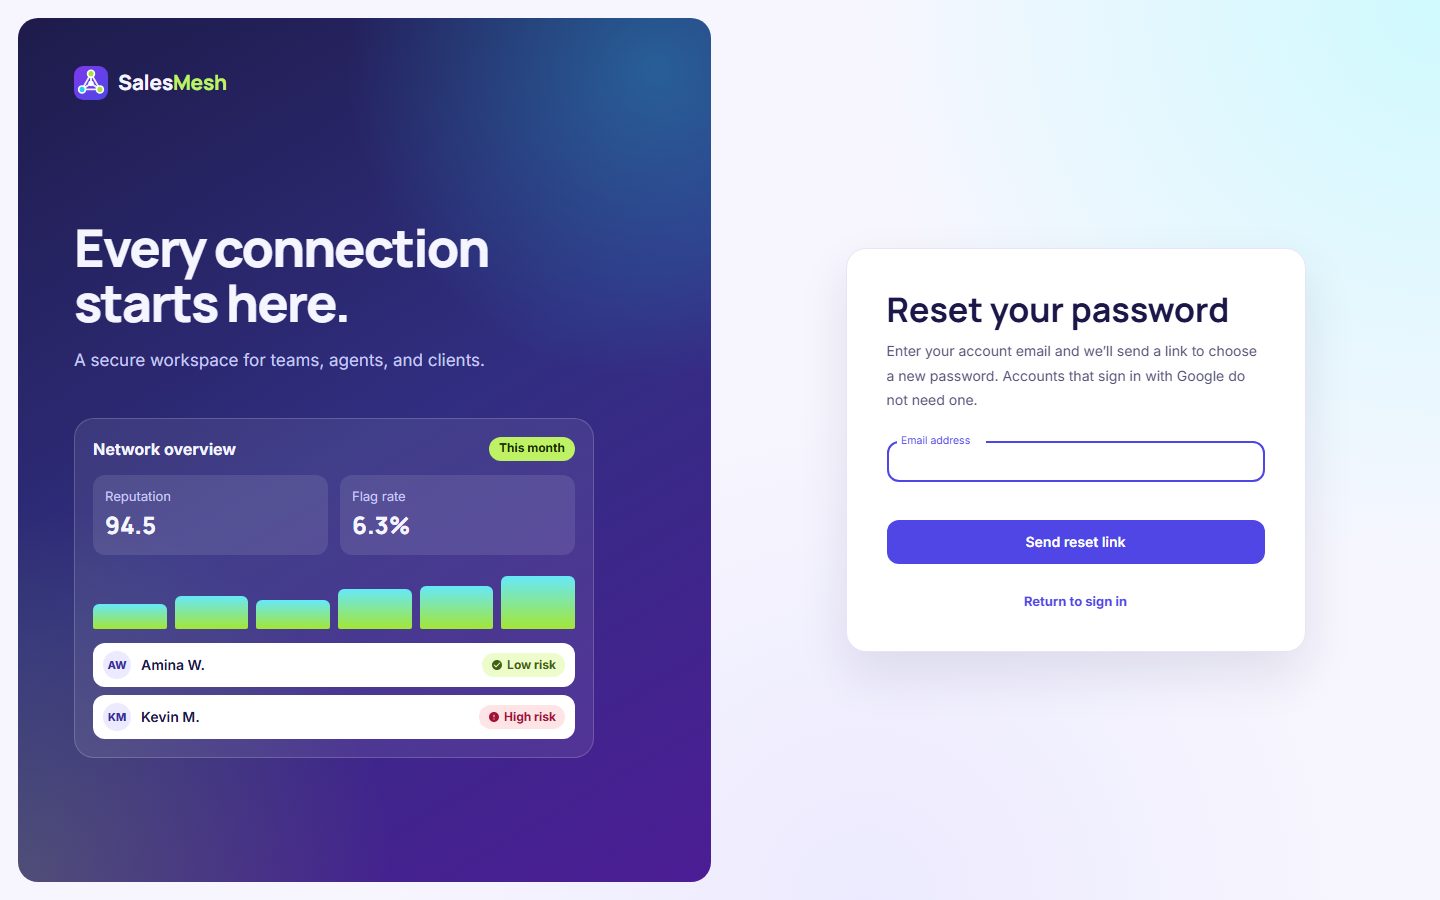 SalesMesh
Every connection
starts here.
A secure workspace for teams, agents, and clients.
Network overview
This month
Reputation
94.5
Flag rate
6.3%
AW
Amina W.
Low risk
KM
Kevin M.
High risk
Reset your password
Enter your account email and we’ll send a link to choose
a new password. Accounts that sign in with Google do
not need one.
Email address
Send reset link
Return to sign in